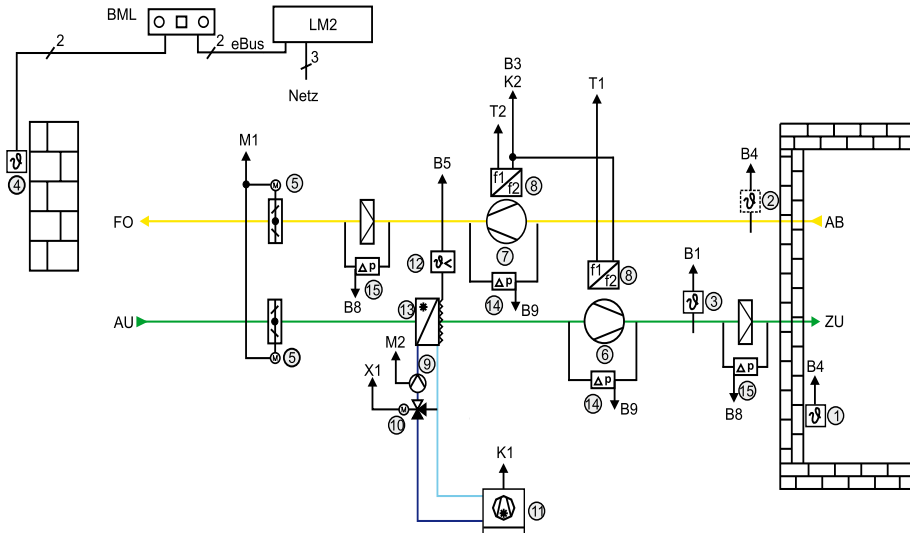 BML
LM2
2
2
eBus
3
Netz
B3
K2
T2
T1
M1
B5
B4
ϑ
4
M
5
f1
f2
8
ϑ
2
FO
AB
7
12
ϑ<
Δp
15
B8
Δp
14
B9
f1
f2
8
B1
ϑ
3
13
AU
ZU
M
5
M2
9
6
X1
M
10
Δp
14
B9
Δp
15
B8
B4
ϑ
1
K1
11